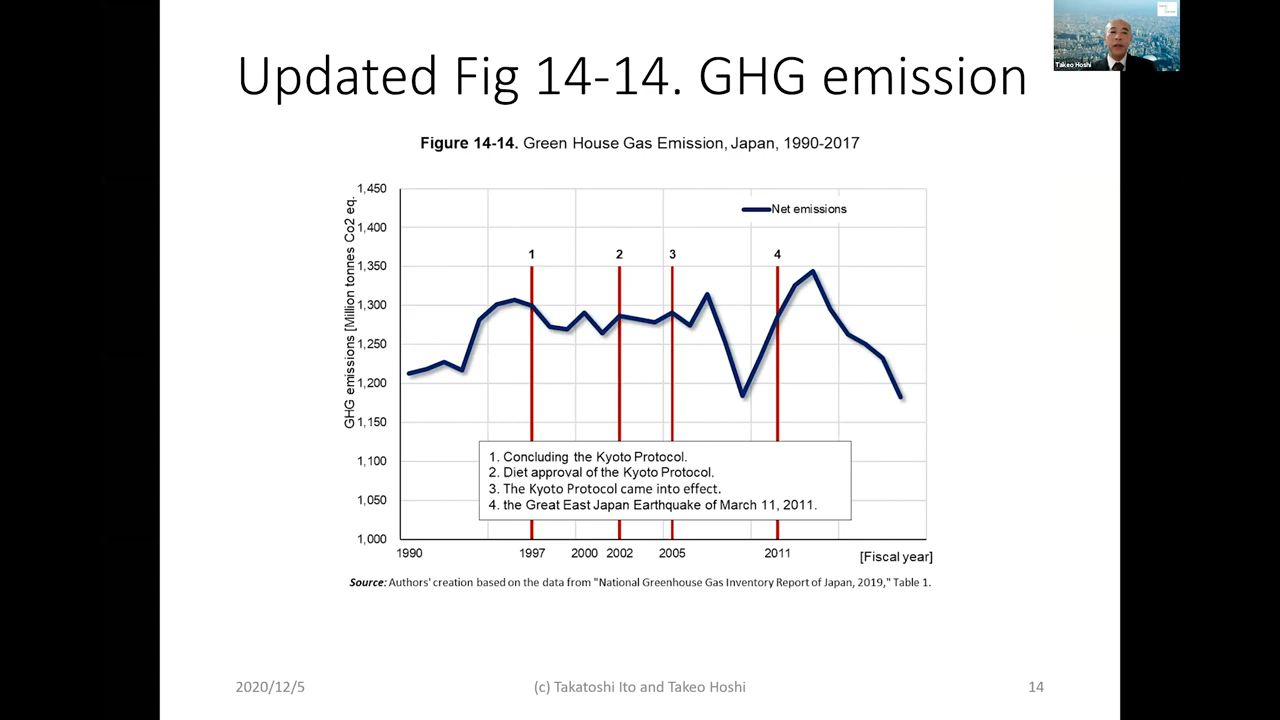 Updated Fig 14-14. GHG emission
Takeo Hoshi
Figure 14-14. Green House Gas Emission, Japan, 1990-2017
GHG emissions [Million tonnes Co2 eq.
1,450
1,400
1,350
1,300
1,250
1,200
1,150
1,100
1,050
1,000
Net emissions
1
2
3
4
1. Concluding the Kyoto Protocol.
2. Diet approval of the Kyoto Protocol.
3. The Kyoto Protocol came into effect.
4. the Great East Japan Earthquake of March 11, 2011.
1990 1997 2000 2002 2005 2011 [Fiscal year]
Source: Authors' creation based on the data from "National Greenhouse Gas Inventory Report of Japan, 2019," Table 1.
2020/12/5 (c) Takatoshi Ito and Takeo Hoshi 14